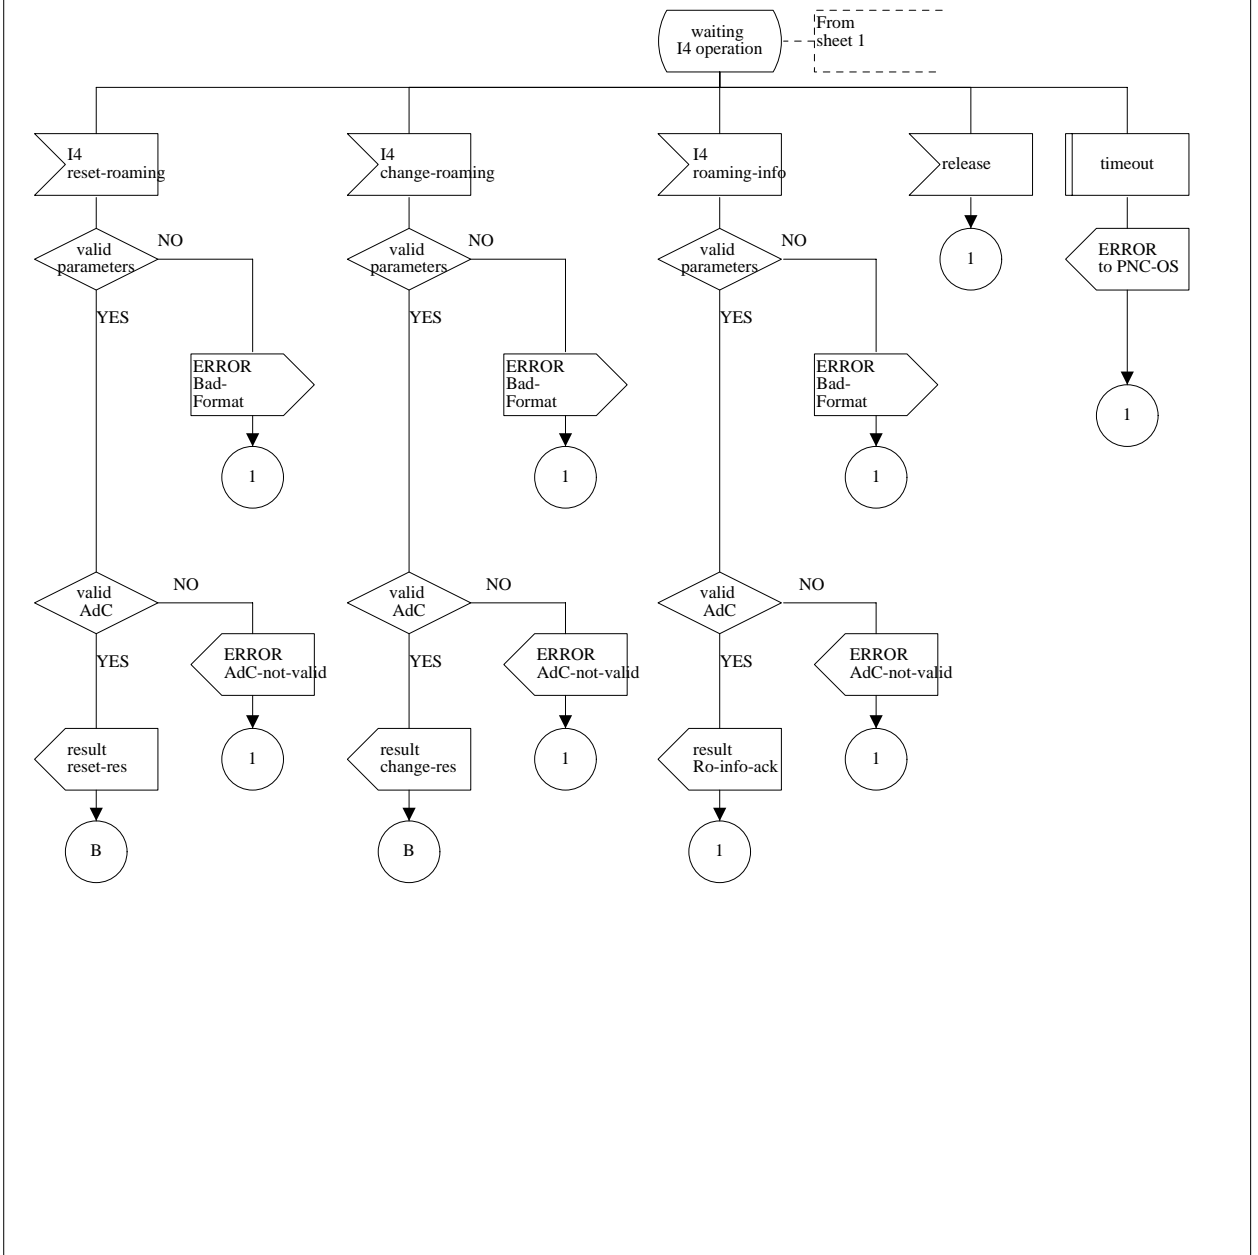 waiting
I4 operation
From
sheet 1
I4
reset-roaming
I4
change-roaming
I4
roaming-info
release
timeout
valid
parameters
NO
valid
parameters
NO
valid
parameters
NO
1
ERROR
to PNC-OS
YES
YES
YES
ERROR
Bad-
Format
ERROR
Bad-
Format
ERROR
Bad-
Format
1
1
1
1
valid
AdC
NO
valid
AdC
NO
valid
AdC
NO
YES
ERROR
AdC-not-valid
YES
ERROR
AdC-not-valid
YES
ERROR
AdC-not-valid
result
reset-res
1
result
change-res
1
result
Ro-info-ack
1
B
B
1